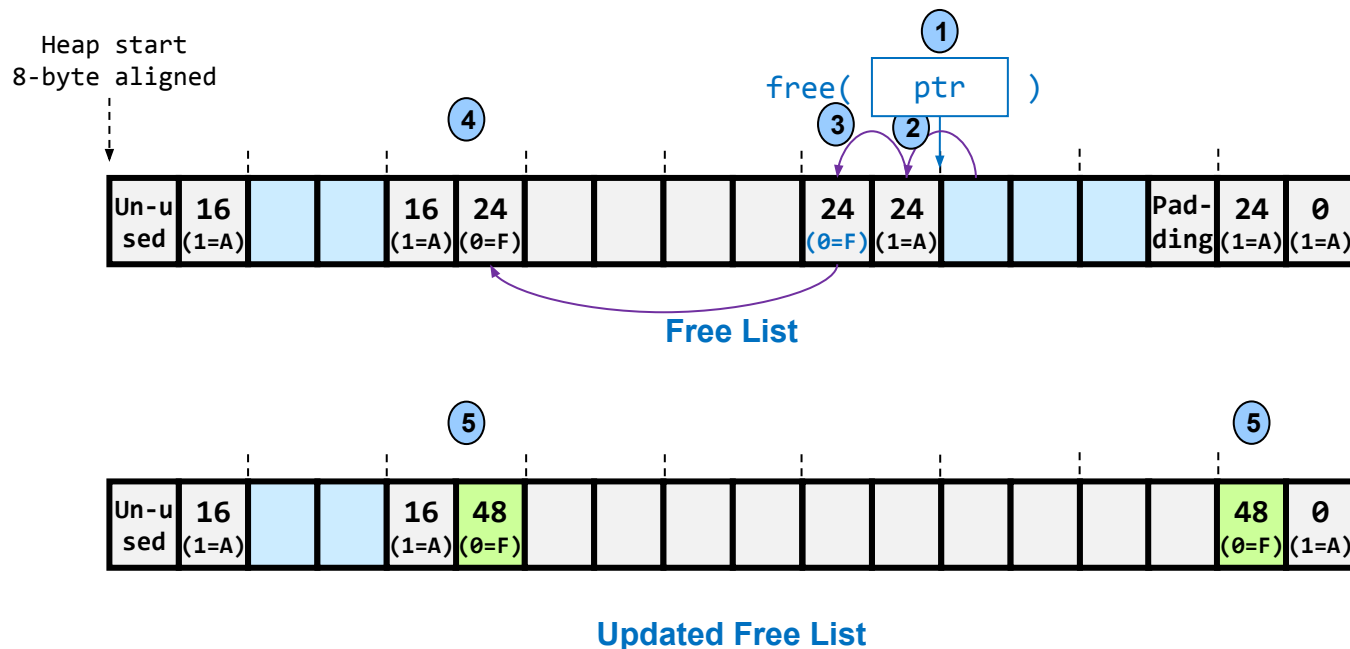 1
Heap start
8-byte aligned
free( ptr )
4
3
2
Un-u
sed
16
(1=A)
16
(1=A)
24
(0=F)
24
(0=F)
24
(1=A)
Pad-
ding
24
(1=A)
0
(1=A)
Free List
5
5
Un-u
sed
16
(1=A)
16
(1=A)
48
(0=F)
48
(0=F)
0
(1=A)
Updated Free List